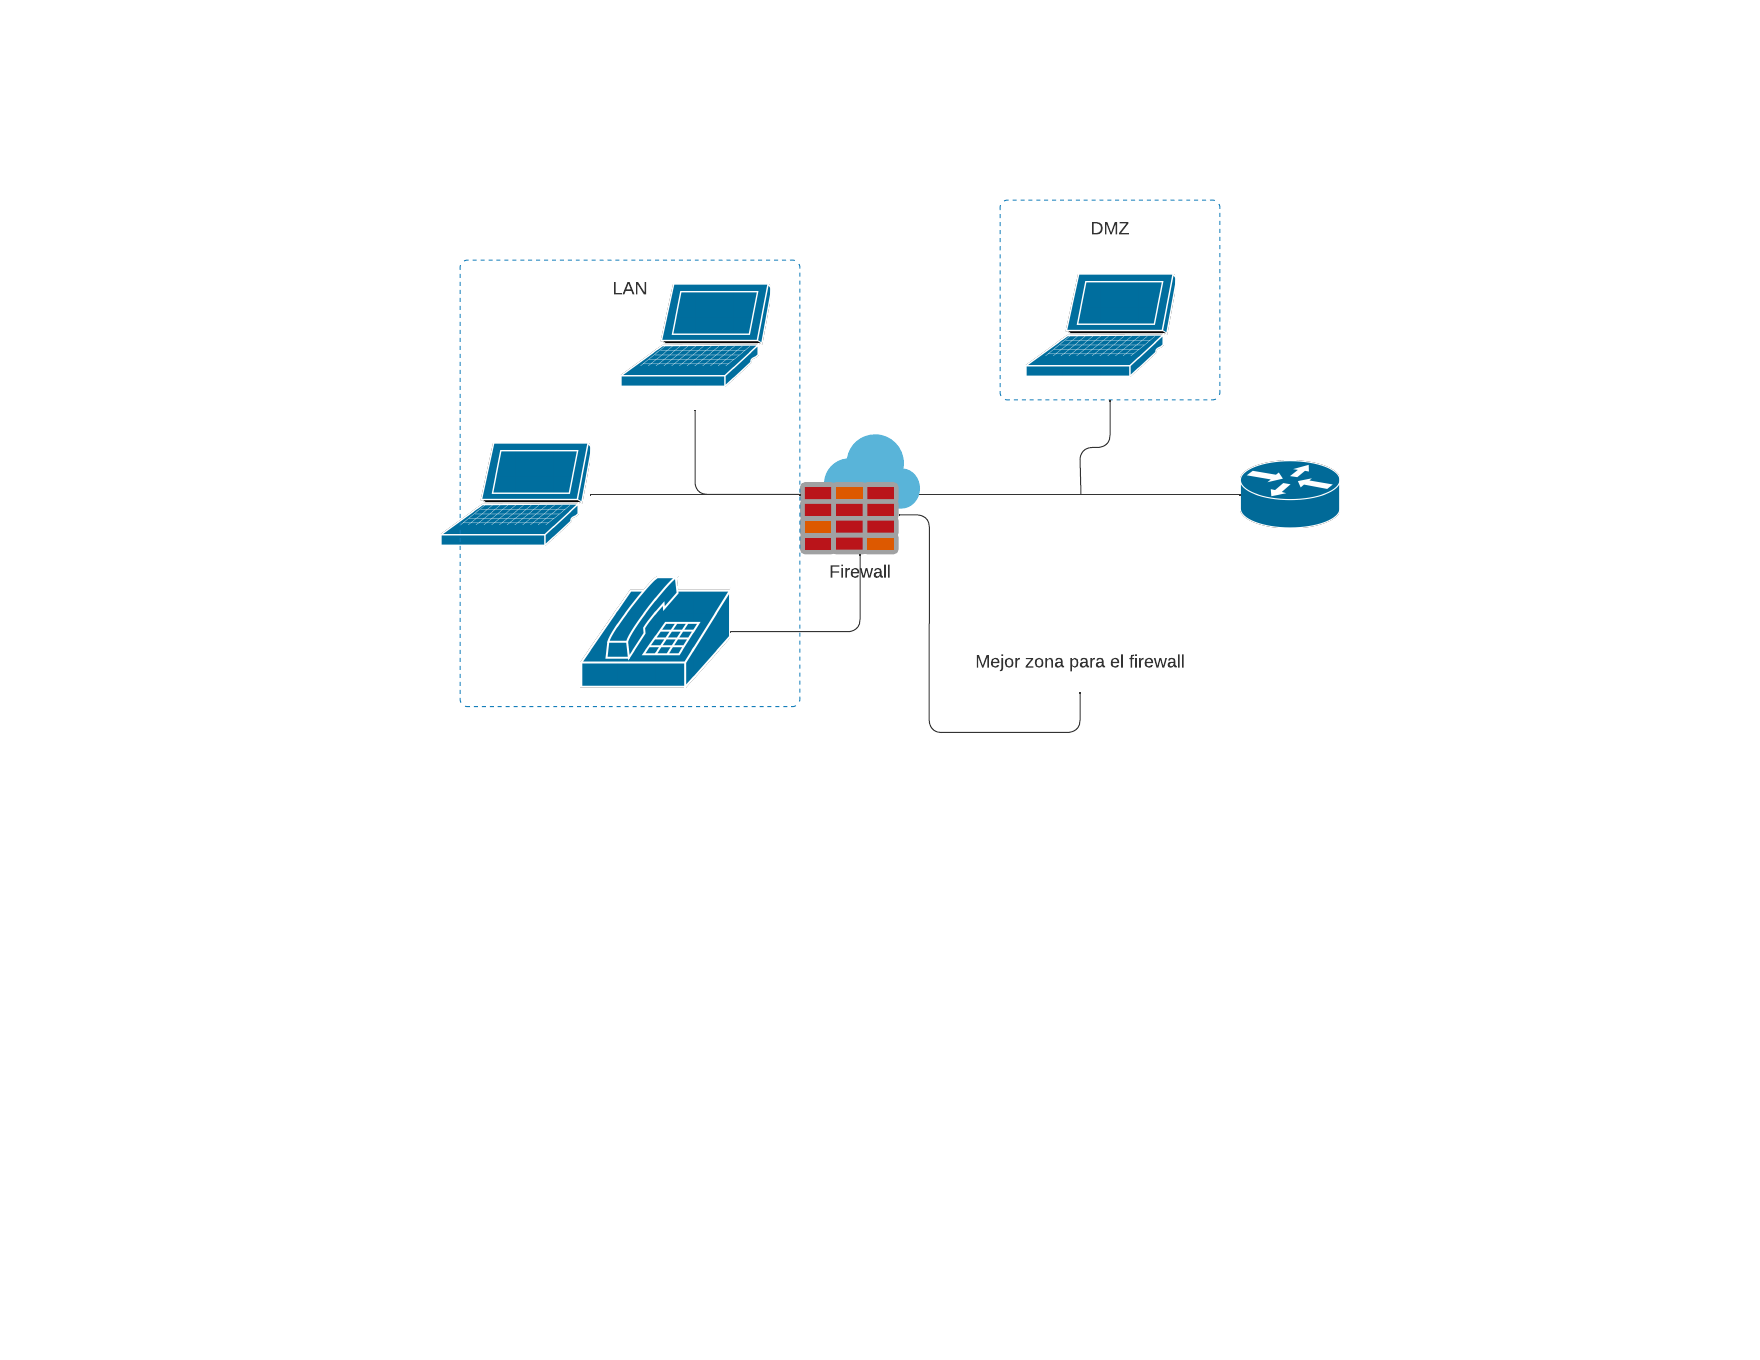 DMZ
LAN
Firewall
Mejor zona para el firewall